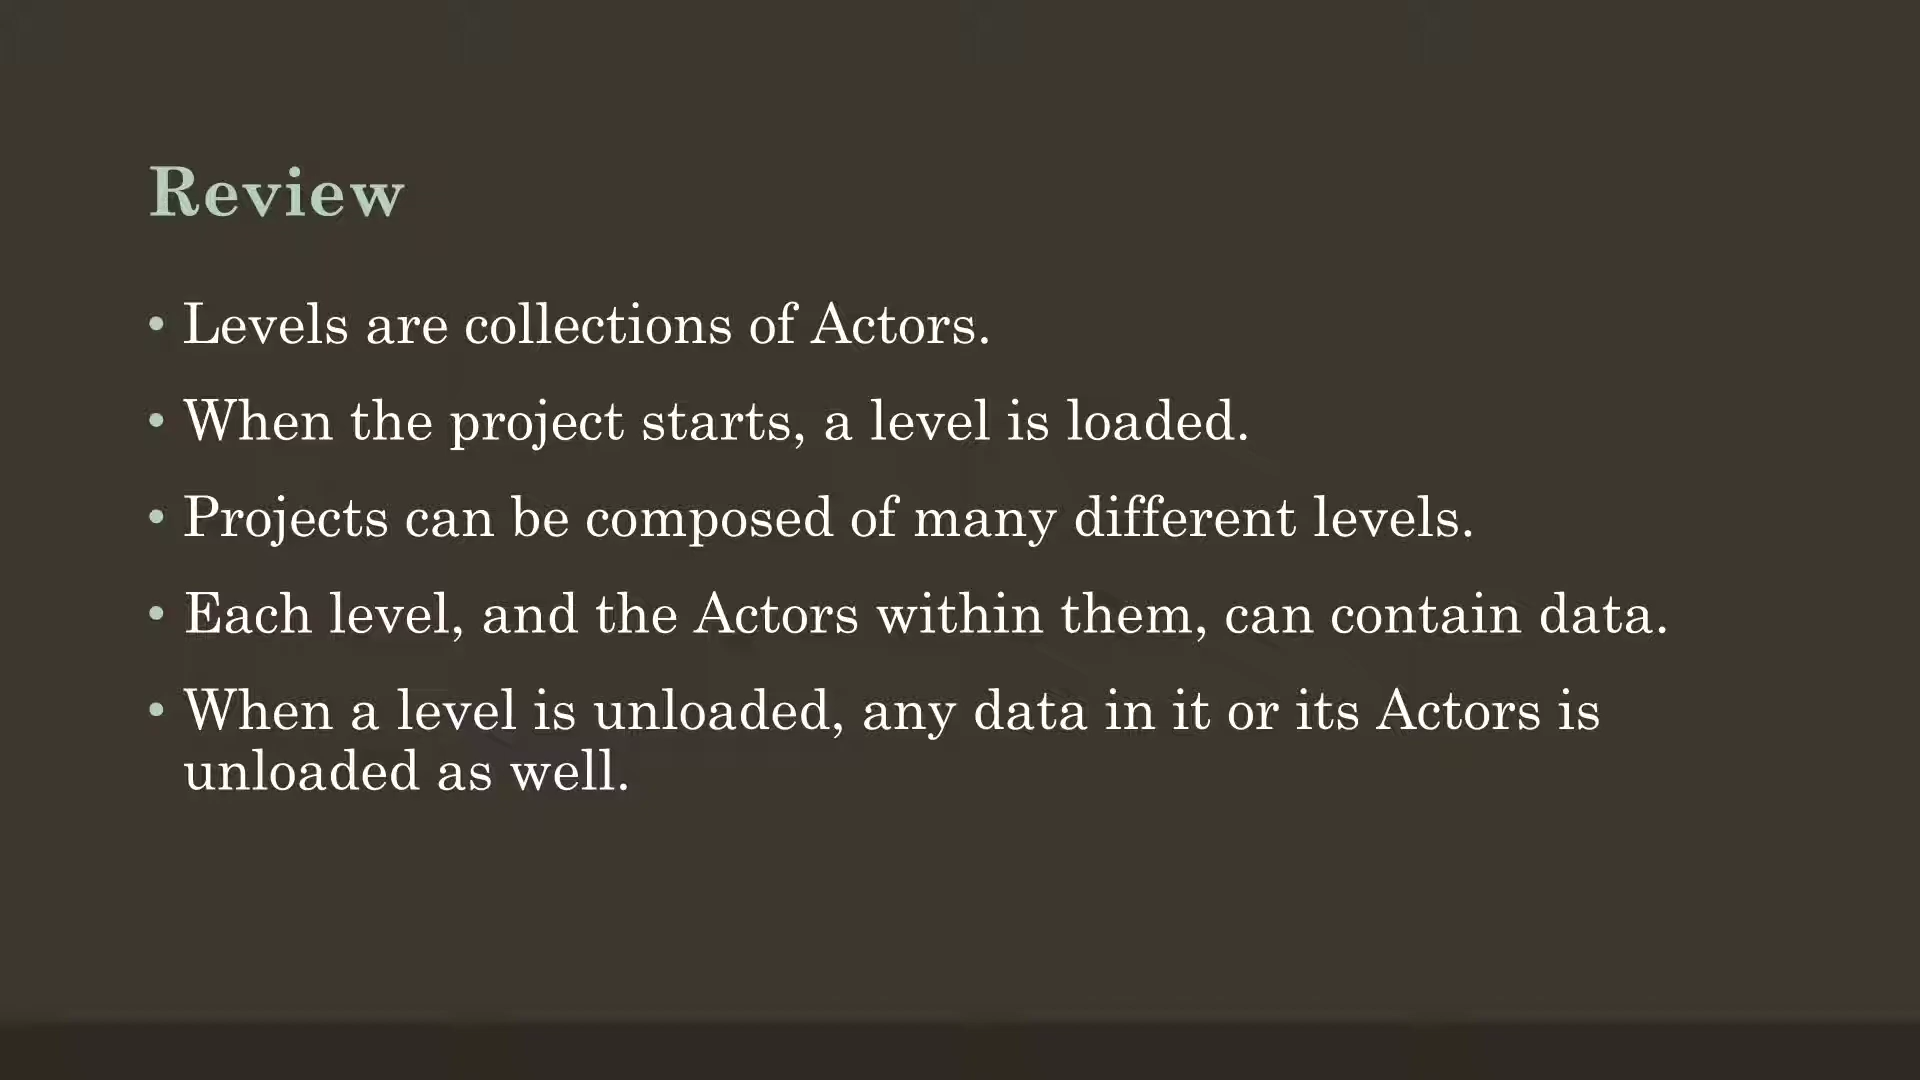 Review
• Levels are collections of Actors.
• When the project starts, a level is loaded.
• Projects can be composed of many different levels.
• Each level, and the Actors within them, can contain data.
• When a level is unloaded, any data in it or its Actors is
unloaded as well.